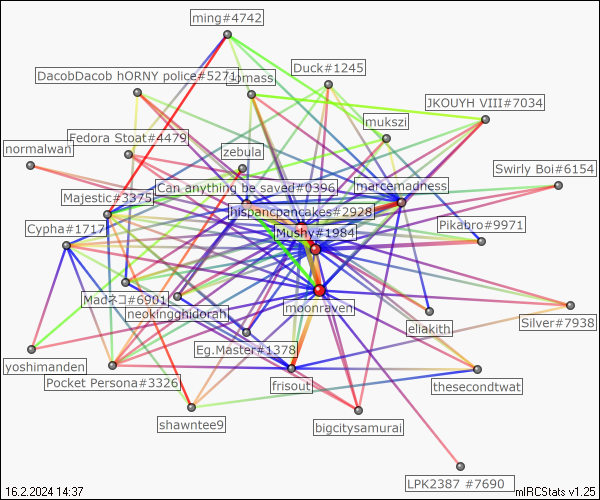 ming#4742
Duck#1245
DacobDacob hORNY police#5271
omass
JKOUYH VIII#7034
mukszi
Fedora Stoat#4479
normalwan
zebula
Swirly Boi#6154
Can anything be saved#0396
marcemadness
Majestic#3375
hispancpancakes#2928
Pikabro#9971
Cypha#1717
Mushy#1984
Madネコ#6901
neokingghidorah
moonraven
Silver#7938
eliakith
Eg.Master#1378
yoshimanden
Pocket Persona#3326
frisout
thesecondtwat
shawntee9
bigcitysamurai
LPK2387 #7690
16.2.2024 14:37
mIRCStats v1.25